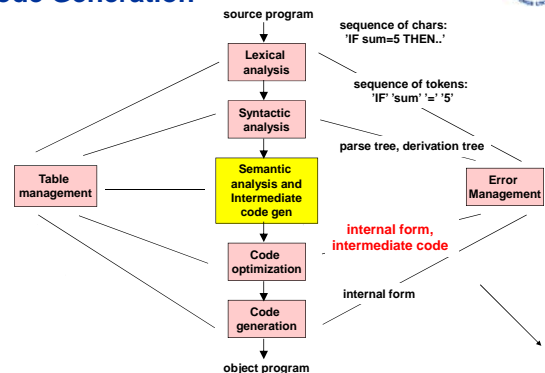 source program
sequence of chars:
'IF sum=5 THEN..'
Lexical
analysis
sequence of tokens:
'IF' 'sum' '=' '5'
Syntactic
analysis
parse tree, derivation tree
Table
management
Semantic
analysis and
Intermediate
code gen
Error
Management
internal form,
intermediate code
Code
optimization
internal form
Code
generation
object program